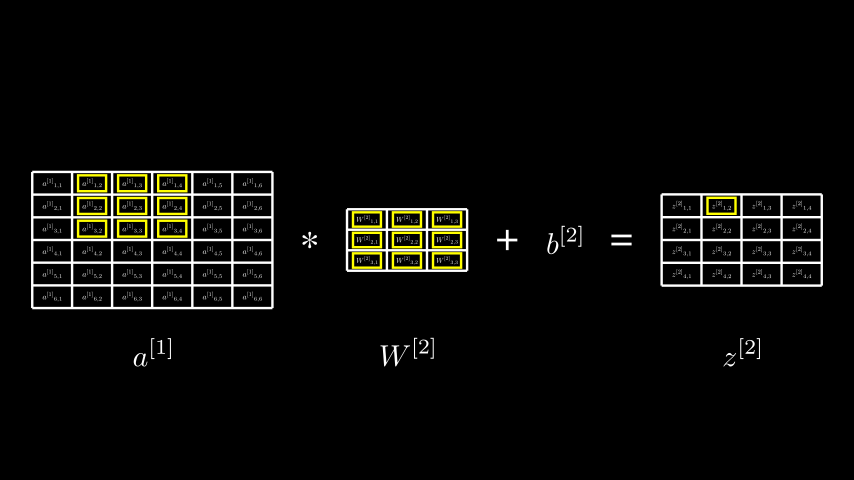 a^{[1]}_{1,1} a^{[1]}_{1,2} a^{[1]}_{1,3} a^{[1]}_{1,4} a^{[1]}_{1,5} a^{[1]}_{1,6}
a^{[1]}_{2,1} a^{[1]}_{2,2} a^{[1]}_{2,3} a^{[1]}_{2,4} a^{[1]}_{2,5} a^{[1]}_{2,6}
a^{[1]}_{3,1} a^{[1]}_{3,2} a^{[1]}_{3,3} a^{[1]}_{3,4} a^{[1]}_{3,5} a^{[1]}_{3,6}
a^{[1]}_{4,1} a^{[1]}_{4,2} a^{[1]}_{4,3} a^{[1]}_{4,4} a^{[1]}_{4,5} a^{[1]}_{4,6}
a^{[1]}_{5,1} a^{[1]}_{5,2} a^{[1]}_{5,3} a^{[1]}_{5,4} a^{[1]}_{5,5} a^{[1]}_{5,6}
a^{[1]}_{6,1} a^{[1]}_{6,2} a^{[1]}_{6,3} a^{[1]}_{6,4} a^{[1]}_{6,5} a^{[1]}_{6,6}
*
W^{[2]}_{1,1} W^{[2]}_{1,2} W^{[2]}_{1,3}
W^{[2]}_{2,1} W^{[2]}_{2,2} W^{[2]}_{2,3}
W^{[2]}_{3,1} W^{[2]}_{3,2} W^{[2]}_{3,3}
+ b^{[2]} =
z^{[2]}_{1,1} z^{[2]}_{1,2} z^{[2]}_{1,3} z^{[2]}_{1,4}
z^{[2]}_{2,1} z^{[2]}_{2,2} z^{[2]}_{2,3} z^{[2]}_{2,4}
z^{[2]}_{3,1} z^{[2]}_{3,2} z^{[2]}_{3,3} z^{[2]}_{3,4}
z^{[2]}_{4,1} z^{[2]}_{4,2} z^{[2]}_{4,3} z^{[2]}_{4,4}
a^{[1]} W^{[2]} z^{[2]}